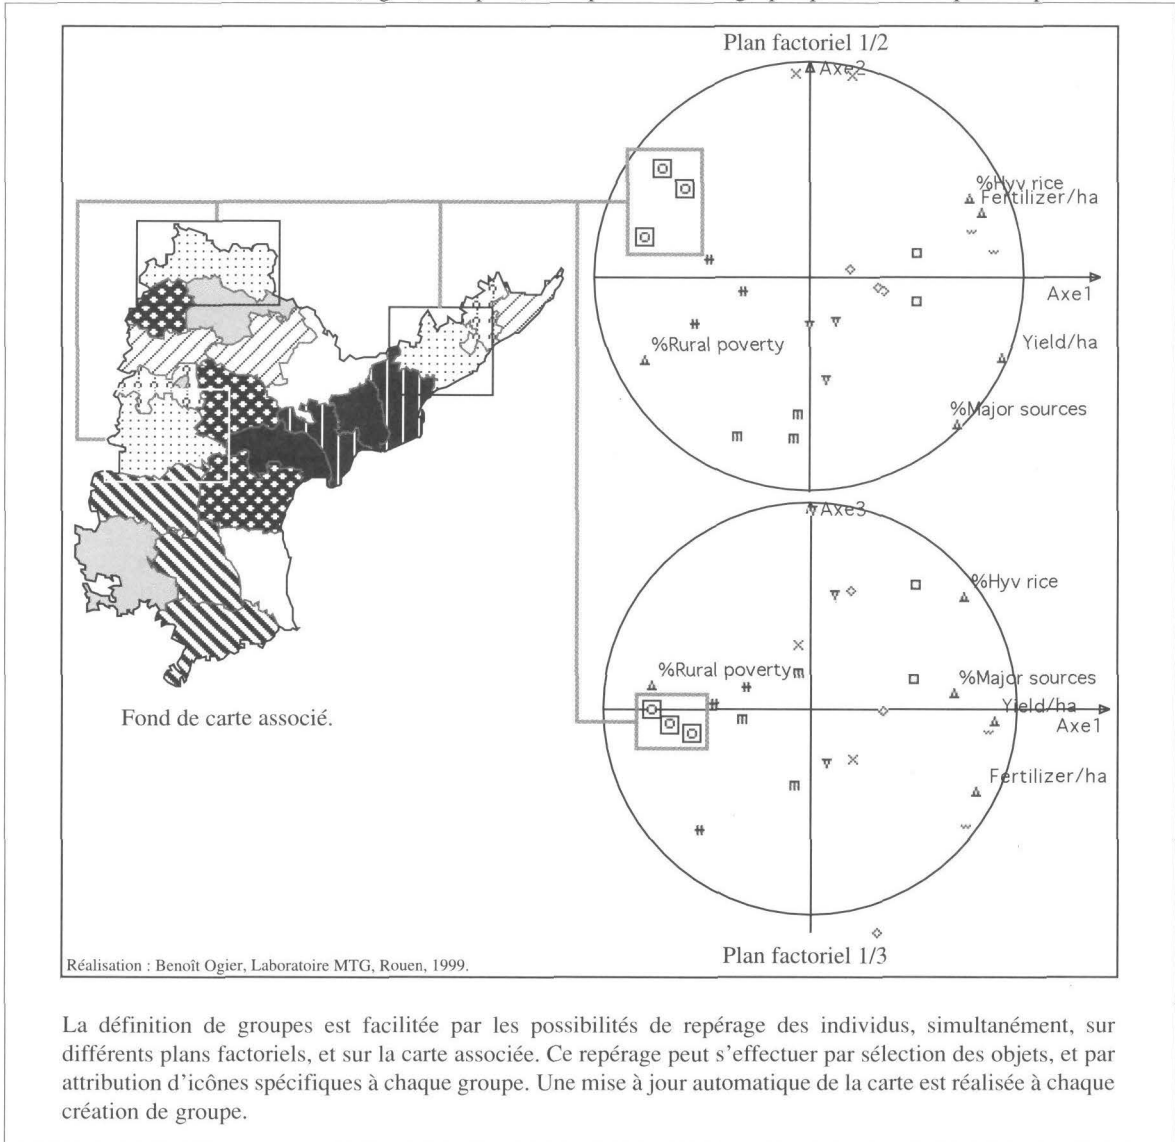 Plan factoriel 1/2
Axe2
%Hyv rice
Fertilizer/ha
Axe1
%Rural poverty
Yield/ha
%Major sources
Axe3
%Hyv rice
%Rural poverty
%Major sources
Yield/ha
Axe1
Fertilizer/ha
Fond de carte associé.
Plan factoriel 1/3
Réalisation : Benoît Ogier, Laboratoire MTG, Rouen, 1999.
La définition de groupes est facilitée par les possibilités de repérage des individus, simultanément, sur
différents plans factoriels, et sur la carte associée. Ce repérage peut s'effectuer par sélection des objets, et par
attribution d'icônes spécifiques à chaque groupe. Une mise à jour automatique de la carte est réalisée à chaque
création de groupe.